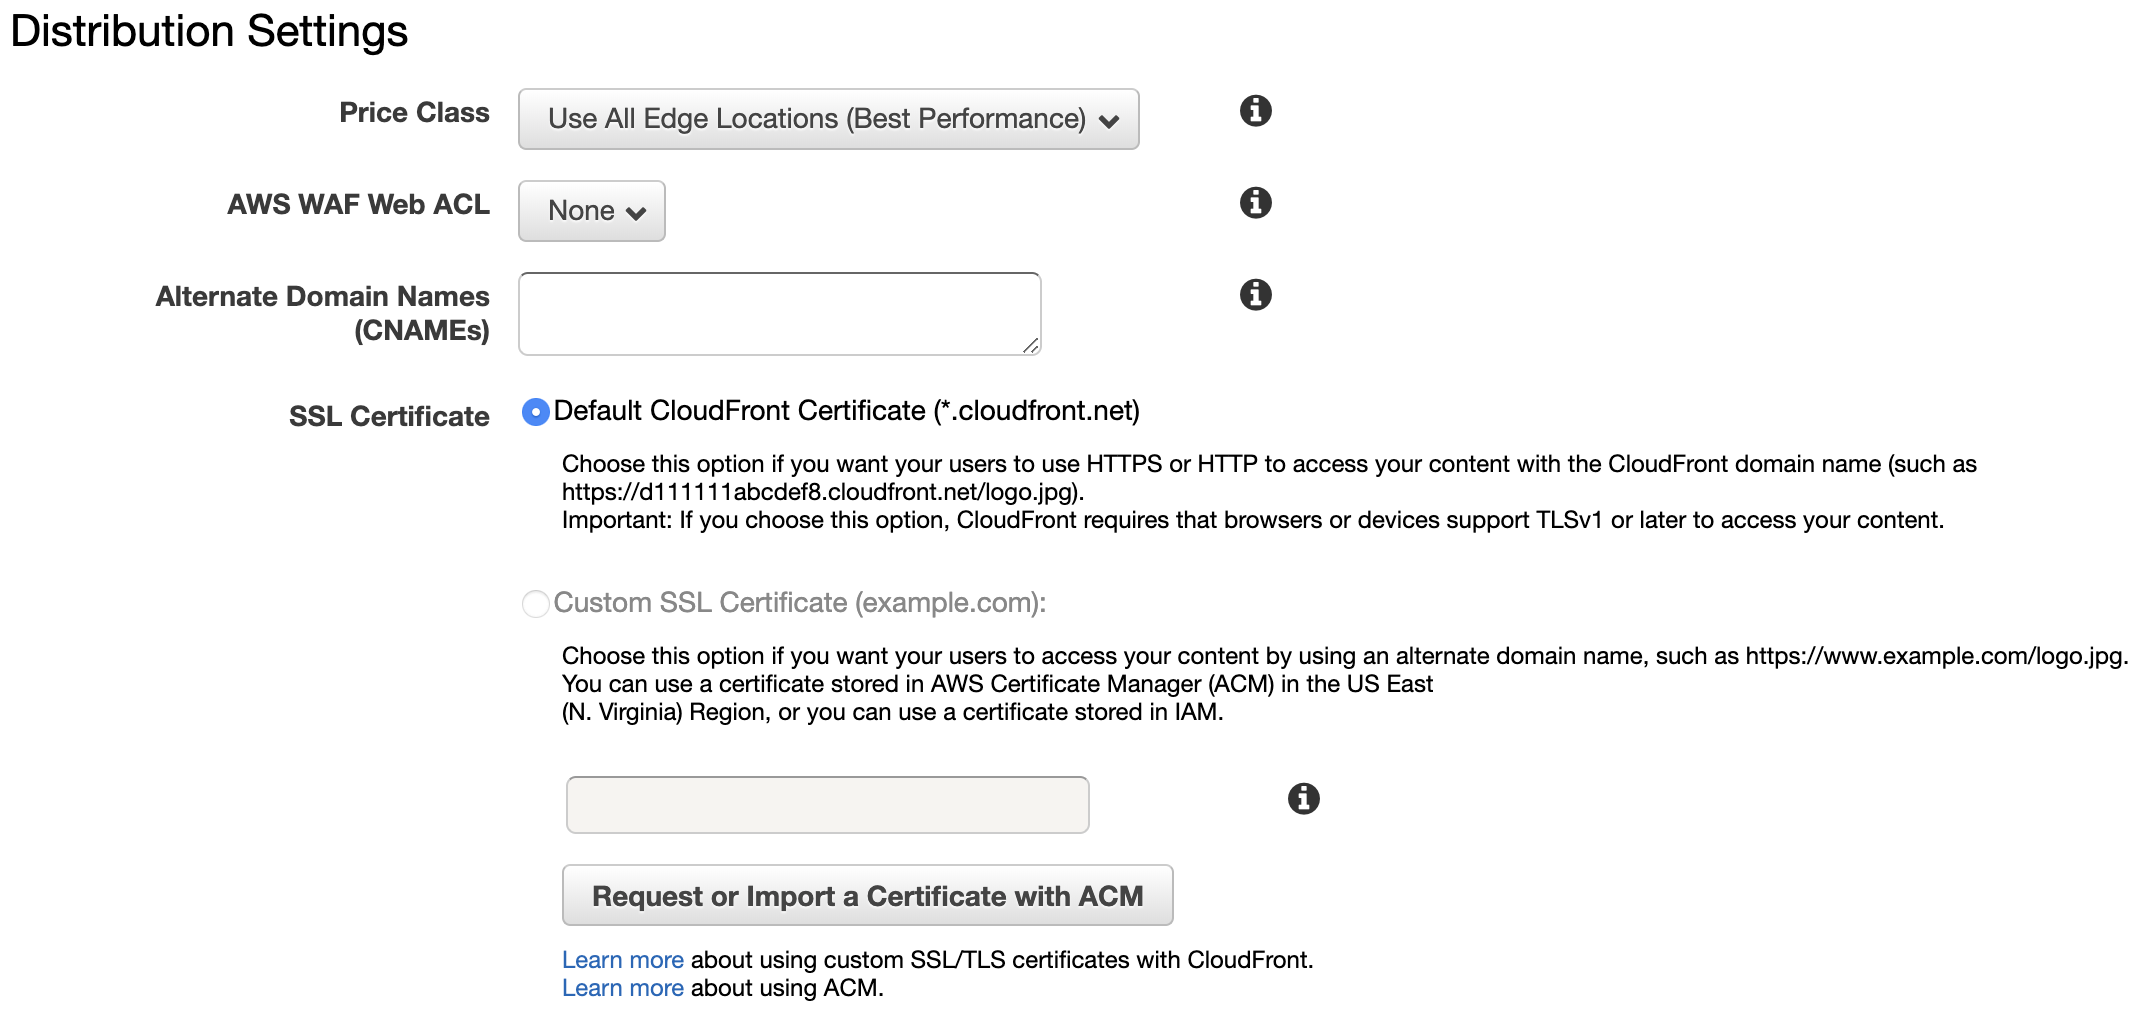 Distribution Settings
Price Class
Use All Edge Locations (Best Performance)
AWS WAF Web ACL
None
Alternate Domain Names
(CNAMEs)
SSL Certificate
Default CloudFront Certificate (*.cloudfront.net)
Choose this option if you want your users to use HTTPS or HTTP to access your content with the CloudFront domain name (such as
https://d111111abcdef8.cloudfront.net/logo.jpg).
Important: If you choose this option, CloudFront requires that browsers or devices support TLSv1 or later to access your content.
Custom SSL Certificate (example.com):
Choose this option if you want your users to access your content by using an alternate domain name, such as https://www.example.com/logo.jpg.
You can use a certificate stored in AWS Certificate Manager (ACM) in the US East
(N. Virginia) Region, or you can use a certificate stored in IAM.
Request or Import a Certificate with ACM
Learn more about using custom SSL/TLS certificates with CloudFront.
Learn more about using ACM.